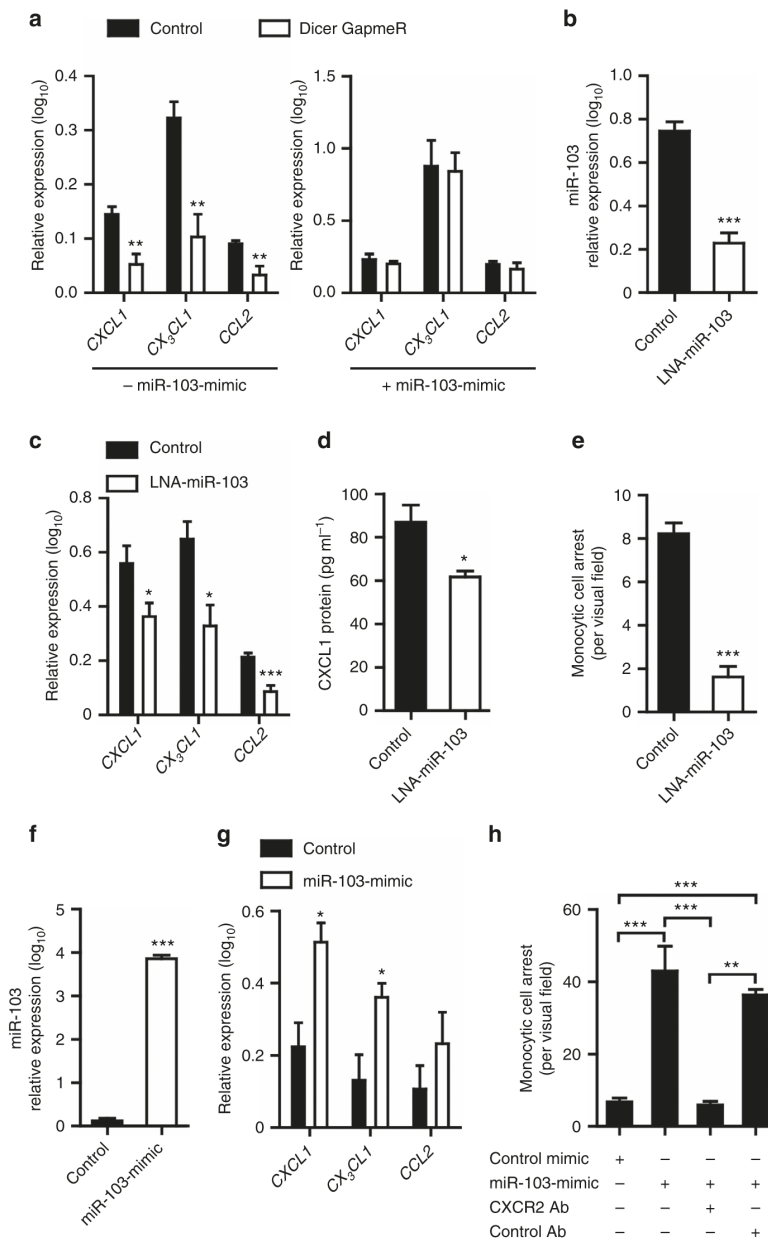 a
Control
Dicer GapmeR
Relative expression (log10)
0.4
0.3
0.2
0.1
0.0
**
**
**
CXCL1
CX3CL1
CCL2
– miR-103-mimic
Relative expression (log10)
1.5
1.0
0.5
0.0
CXCL1
CX3CL1
CCL2
+ miR-103-mimic
b
miR-103
relative expression (log10)
1.0
0.8
0.6
0.4
0.2
0
***
Control
LNA-miR-103
c
Control
LNA-miR-103
Relative expression (log10)
0.8
0.6
0.4
0.2
0
*
*
***
CXCL1
CX3CL1
CCL2
d
CXCL1 protein (pg ml–1)
100
80
60
40
20
0
*
Control
LNA-miR-103
e
Monocytic cell arrest
(per visual field)
10
8
6
4
2
0
***
Control
LNA-miR-103
f
miR-103
relative expression (log10)
5
4
3
2
1
0
***
Control
miR-103-mimic
g
Control
miR-103-mimic
Relative expression (log10)
0.6
0.4
0.2
0
*
*
CXCL1
CX3CL1
CCL2
h
Monocytic cell arrest
(per visual field)
60
40
20
0
***
***
***
**
Control mimic + – – –
miR-103-mimic – + + +
CXCR2 Ab – – + –
Control Ab – – – +